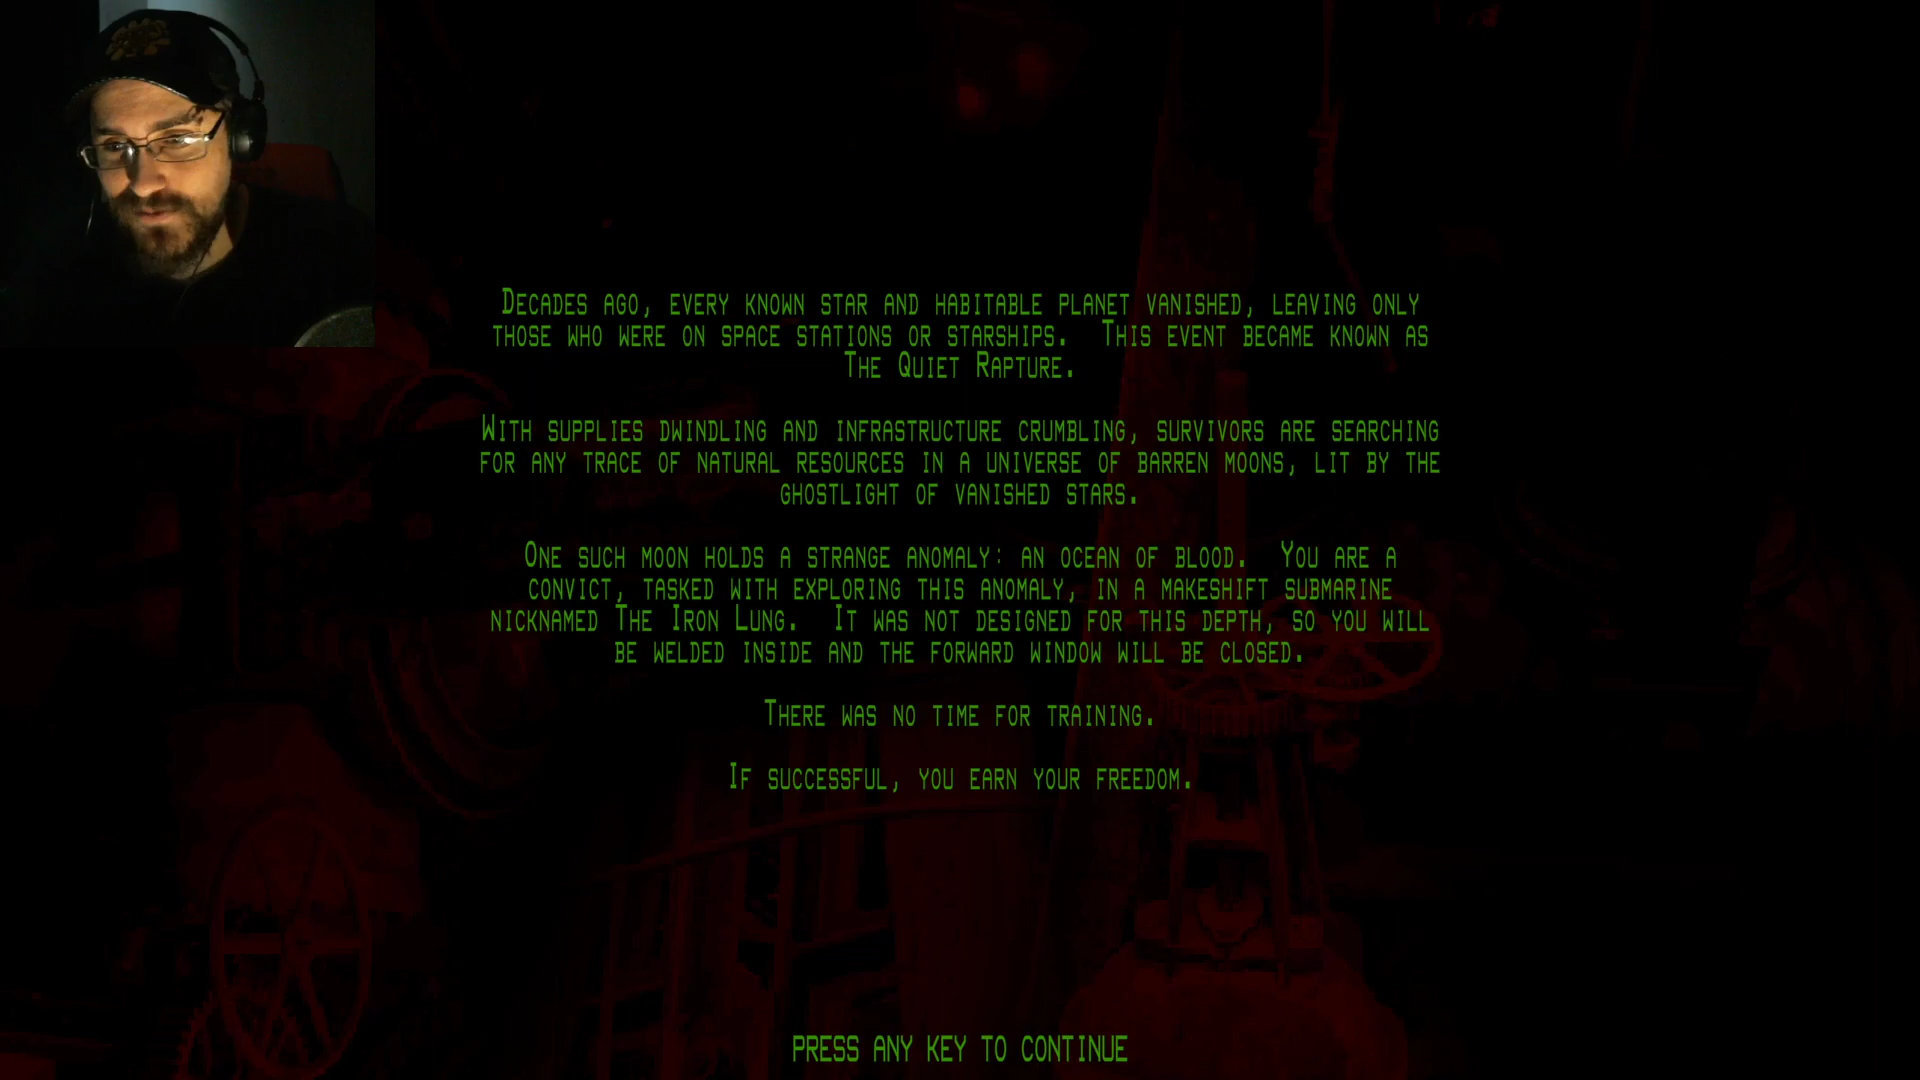 Decades ago, every known star and habitable planet vanished, leaving only
those who were on space stations or starships.  This event became known as
The Quiet Rapture.
With supplies dwindling and infrastructure crumbling, survivors are searching
for any trace of natural resources in a universe of barren moons, lit by the
ghostlight of vanished stars.
One such moon holds a strange anomaly: an ocean of blood.  You are a
convict, tasked with exploring this anomaly, in a makeshift submarine
nicknamed The Iron Lung.  It was not designed for this depth, so you will
be welded inside and the forward window will be closed.
There was no time for training.
If successful, you earn your freedom.
PRESS ANY KEY TO CONTINUE